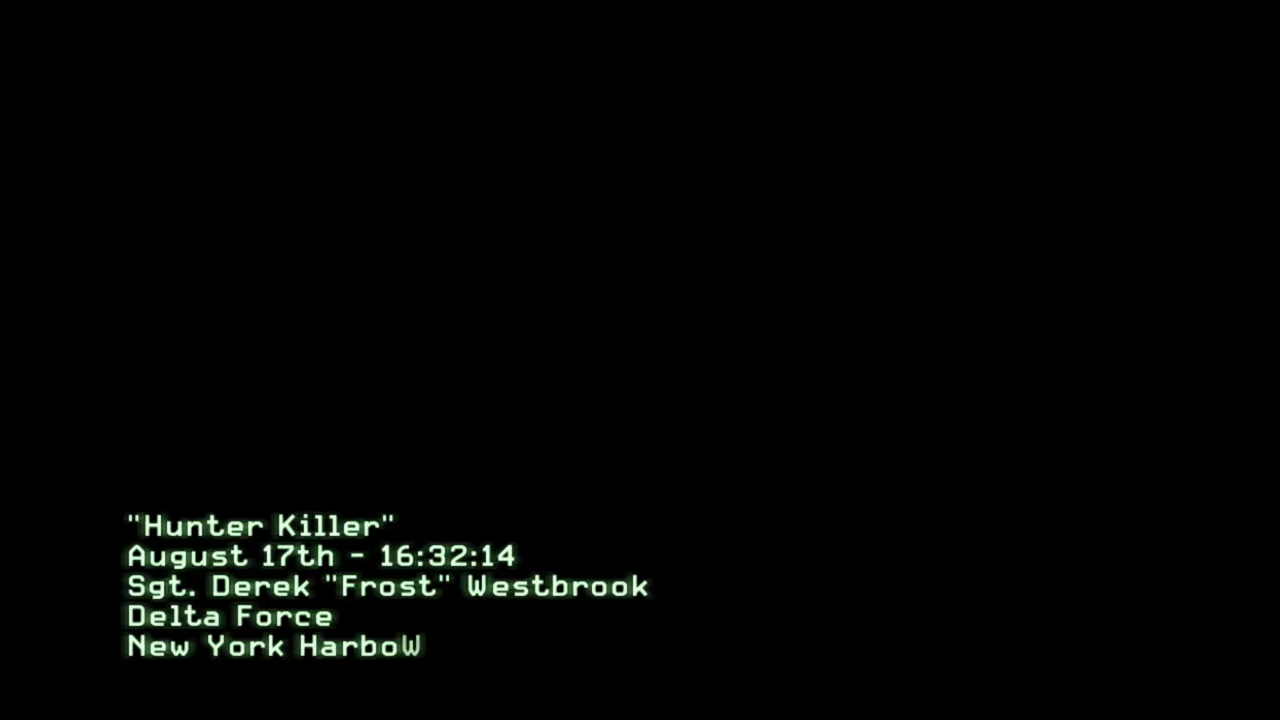 "Hunter Killer"
August 17th - 16:32:14
Sgt. Derek "Frost" Westbrook
Delta Force
New York HarboW